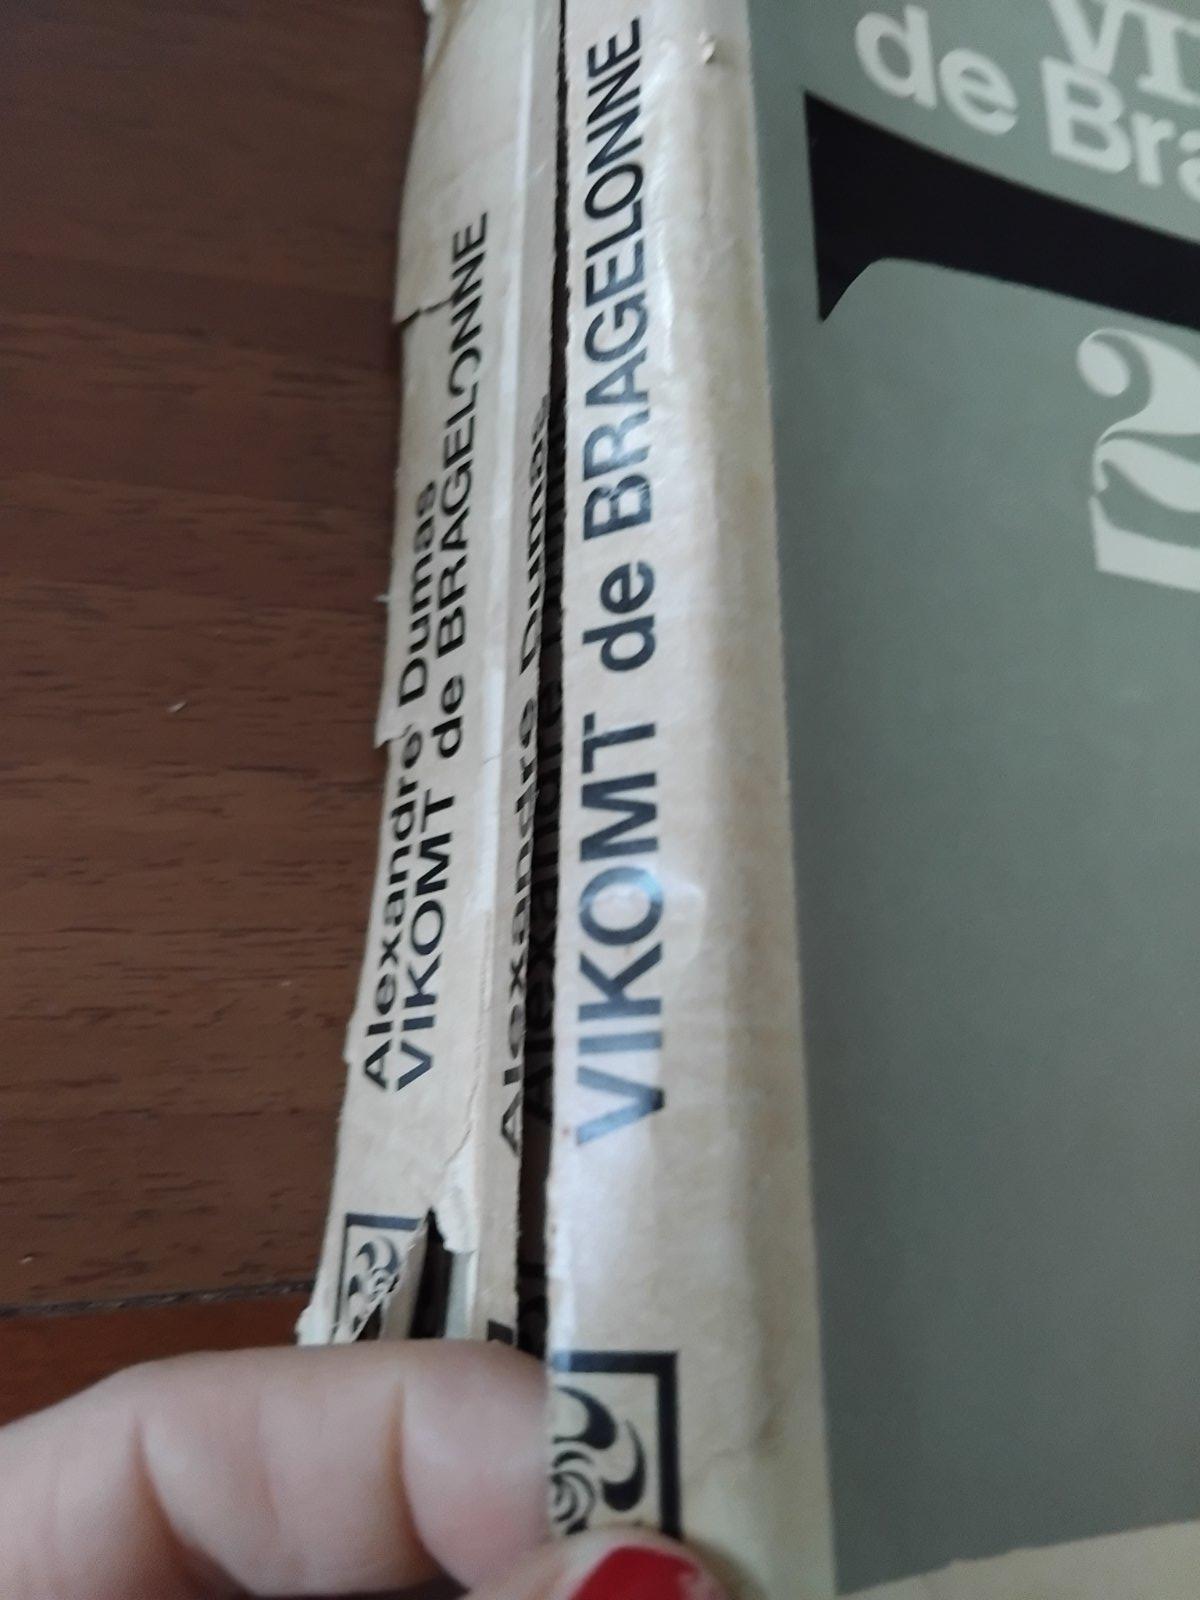 Alexandre Dumas
VIKOMT de BRAGELONNE
Alexandre Dumas
VIKOMT de BRAGELONNE
de Bra
2